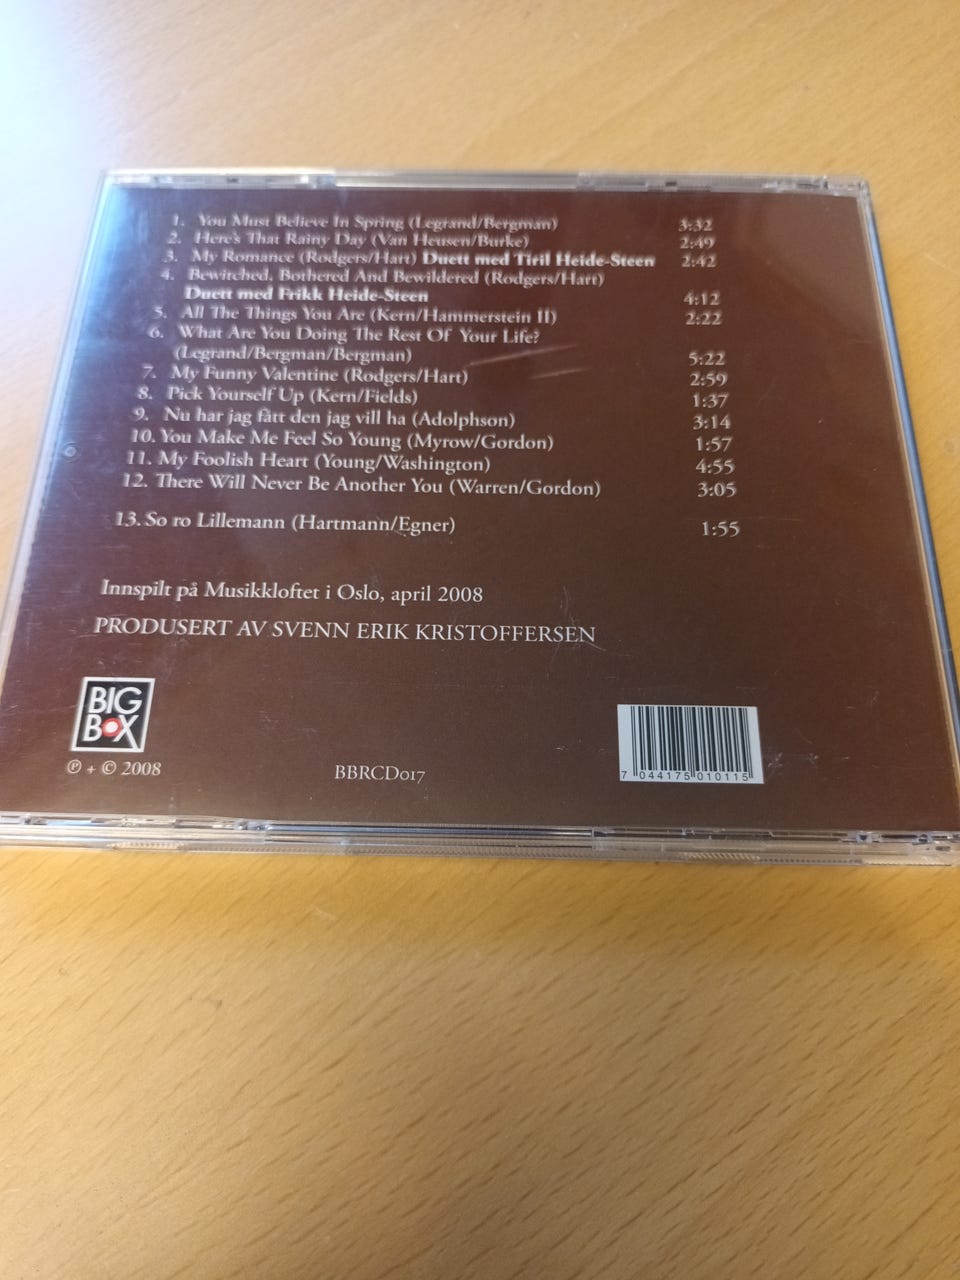 1. You Must Believe In Spring (Legrand/Bergman) 3:32
2. Here's That Rainy Day (Van Heusen/Burke) 2:49
3. My Romance (Rodgers/Hart) Duett med Tiril Heide-Steen 2:42
4. Bewitched, Bothered And Bewildered (Rodgers/Hart)
Duett med Frikk Heide-Steen 4:12
5. All The Things You Are (Kern/Hammerstein II) 2:22
6. What Are You Doing The Rest Of Your Life?
(Legrand/Bergman/Bergman) 5:22
7. My Funny Valentine (Rodgers/Hart) 2:59
8. Pick Yourself Up (Kern/Fields) 1:37
9. Nu har jag fått den jag vill ha (Adolphson) 3:14
10. You Make Me Feel So Young (Myrow/Gordon) 1:57
11. My Foolish Heart (Young/Washington) 4:55
12. There Will Never Be Another You (Warren/Gordon) 3:05
13. So ro Lillemann (Hartmann/Egner) 1:55
Innspilt på Musikkloftet i Oslo, april 2008
PRODUSERT AV SVENN ERIK KRISTOFFERSEN
BIG
BOX
℗ + © 2008
BBRCD017
7 044175 010115